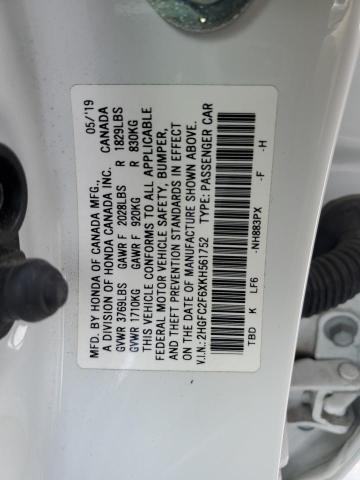 MFD. BY HONDA OF CANADA MFG., 05/'19
A DIVISION OF HONDA CANADA INC. CANADA
GVWR 3769LBS GAWR F 2028LBS R 1829LBS
GVWR 1710KG GAWR F 920KG R 830KG
THIS VEHICLE CONFORMS TO ALL APPLICABLE
FEDERAL MOTOR VEHICLE SAFETY, BUMPER,
AND THEFT PREVENTION STANDARDS IN EFFECT
ON THE DATE OF MANUFACTURE SHOWN ABOVE.
V.I.N.: 2HGFC2F6XKH561752 TYPE: PASSENGER CAR
TBD K LF6 -NH883PX -F -H